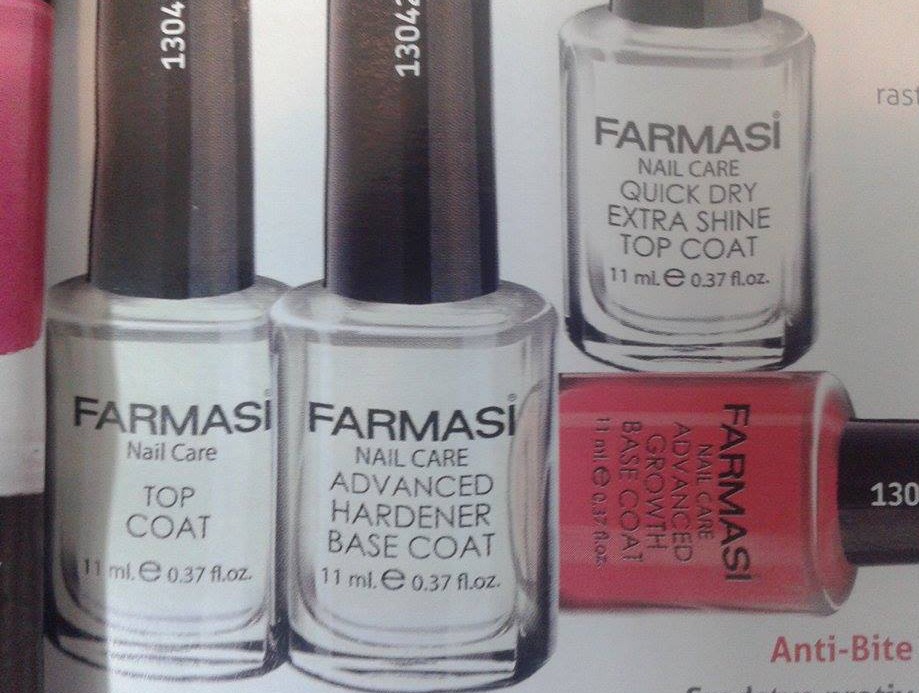 1304
FARMASi
Nail Care
TOP
COAT
11 ml. e 0.37 fl.oz.
13042
FARMASi
NAIL CARE
ADVANCED
HARDENER
BASE COAT
11 ml. e 0.37 fl.oz.
FARMASi
NAIL CARE
QUICK DRY
EXTRA SHINE
TOP COAT
11 ml. e 0.37 fl.oz.
FARMASi
NAIL CARE
ADVANCED
GROWTH
BASE COAT
11 ml e 0.37 fl.oz.
130
Anti-Bite